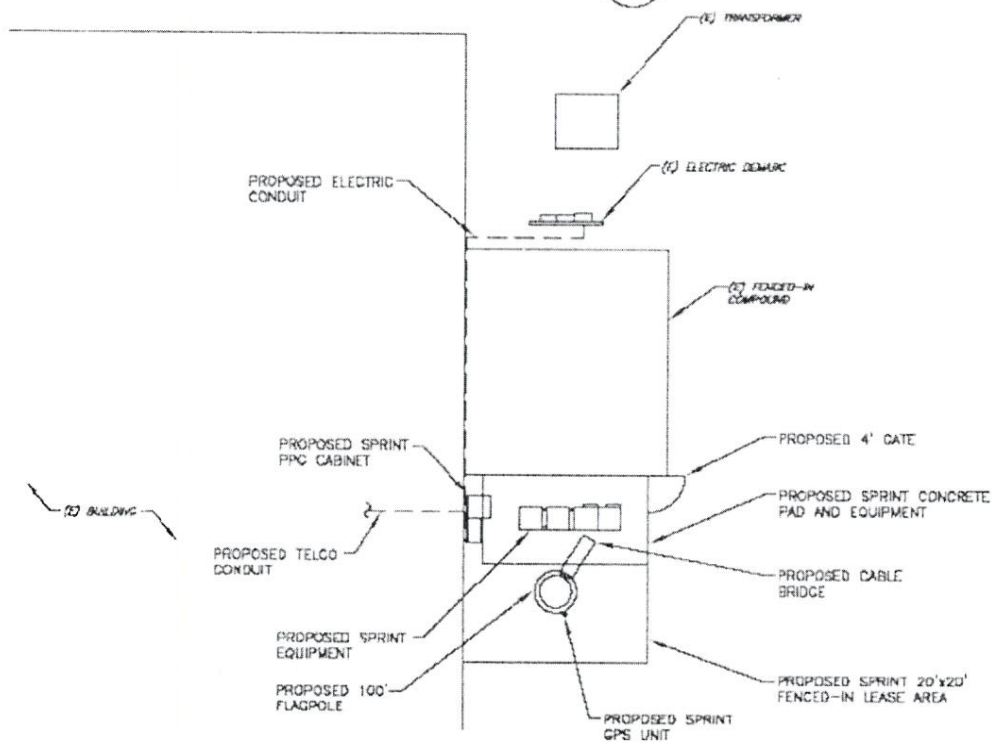 (E) TRANSFORMER
(E) ELECTRIC DEMARC
PROPOSED ELECTRIC
CONDUIT
(E) FENCED-IN
COMPOUND
PROPOSED SPRINT
PPC CABINET
PROPOSED 4' GATE
PROPOSED SPRINT CONCRETE
PAD AND EQUIPMENT
(E) BUILDING
PROPOSED TELCO
CONDUIT
PROPOSED CABLE
BRIDGE
PROPOSED SPRINT
EQUIPMENT
PROPOSED 100'
FLAGPOLE
PROPOSED SPRINT 20'x20'
FENCED-IN LEASE AREA
PROPOSED SPRINT
GPS UNIT